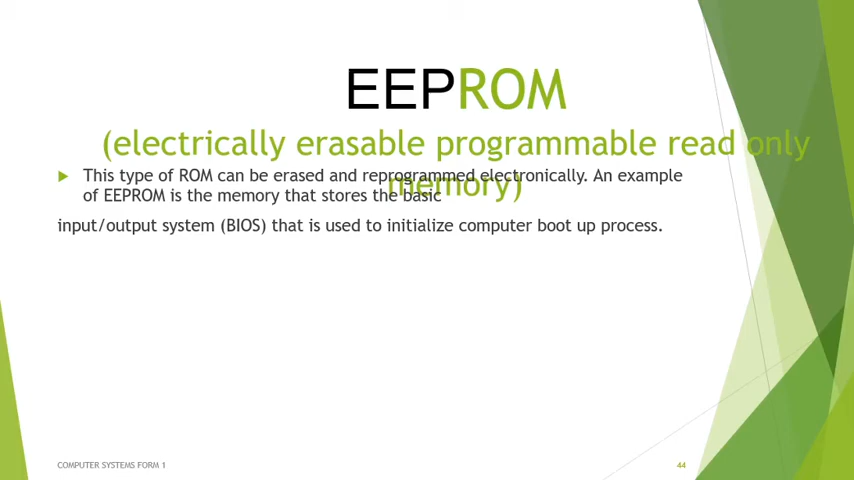 EEPROM
(electrically erasable programmable read only
memory)
This type of ROM can be erased and reprogrammed electronically. An example
of EEPROM is the memory that stores the basic
input/output system (BIOS) that is used to initialize computer boot up process.
COMPUTER SYSTEMS FORM 1
44